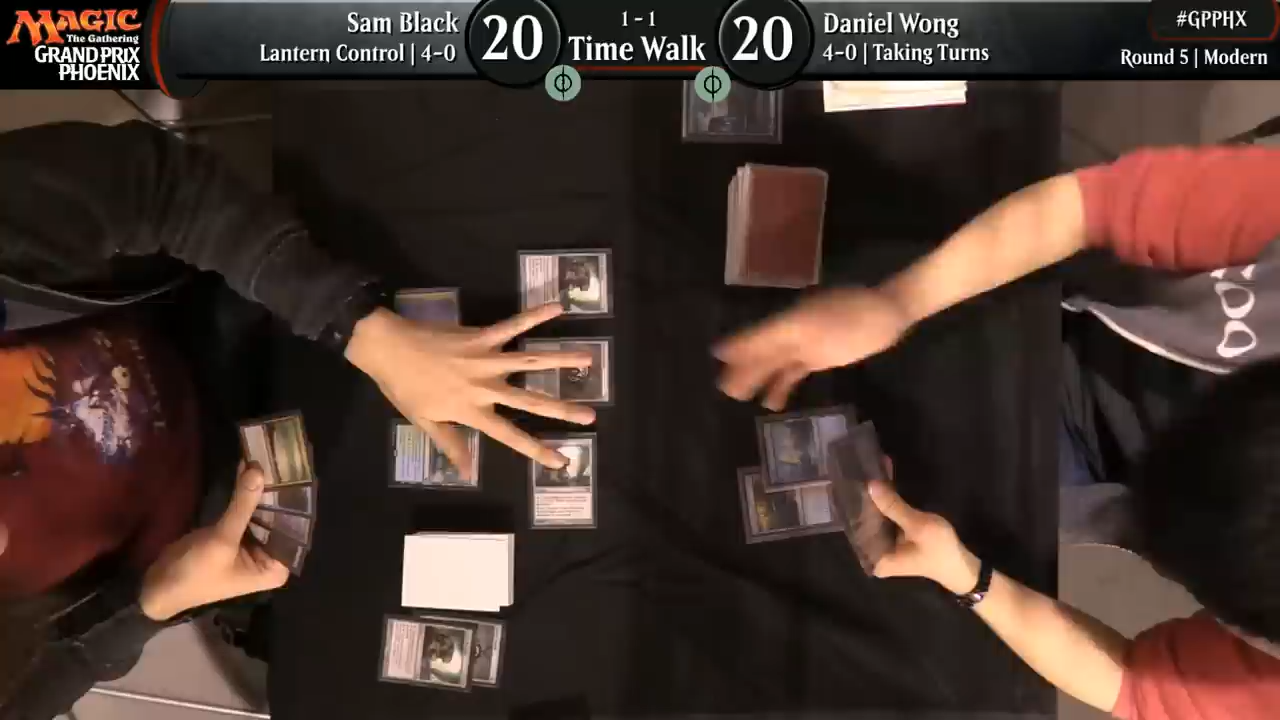 MAGIC
The Gathering
GRAND PRIX
PHOENIX
Sam Black
Lantern Control | 4-0
20
1 - 1
Time Walk
20
Daniel Wong
4-0 | Taking Turns
#GPPHX
Round 5 | Modern